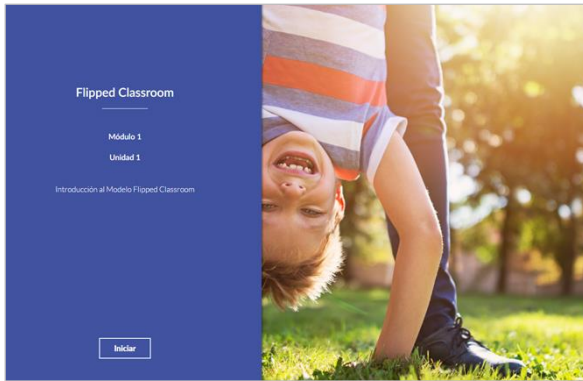 Flipped Classroom
Módulo 1
Unidad 1
Introducción al Modelo Flipped Classroom
Iniciar